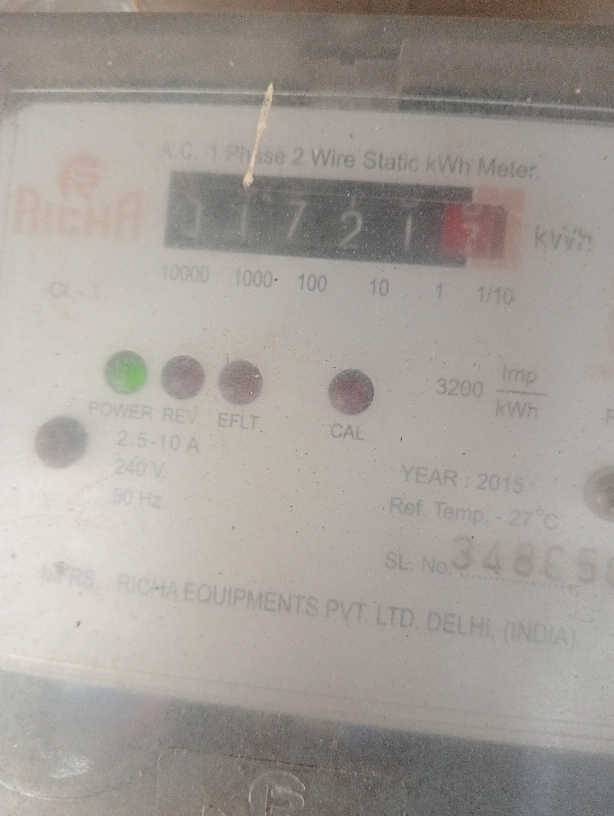 A.C. 1 Phase 2 Wire Static kWh Meter
RICHA
7 2 1 7 kWh
10000 1000 100 10 1 1/10
CL-1
3200 Imp/kWh
POWER REV EFLT CAL
2.5-10 A
240 V
50 Hz
YEAR : 2015
Ref. Temp. - 27°C
SL. No.
MFRS. RICHA EQUIPMENTS PVT. LTD. DELHI, (INDIA)